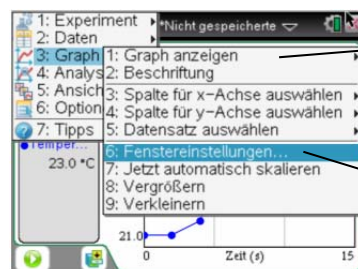 1: Experiment
*Nicht gespeicherte
2: Daten
3: Graph
4: Analys
5: Ansich
6: Option
7: Tipps
1: Graph anzeigen
2: Beschriftung
3: Spalte für x-Achse auswählen
4: Spalte für y-Achse auswählen
5: Datensatz auswählen
6: Fenstereinstellungen...
7: Jetzt automatisch skalieren
8: Vergrößern
9: Verkleinern
Temper...
23.0 °C
21.0
0
Zeit (s)
15